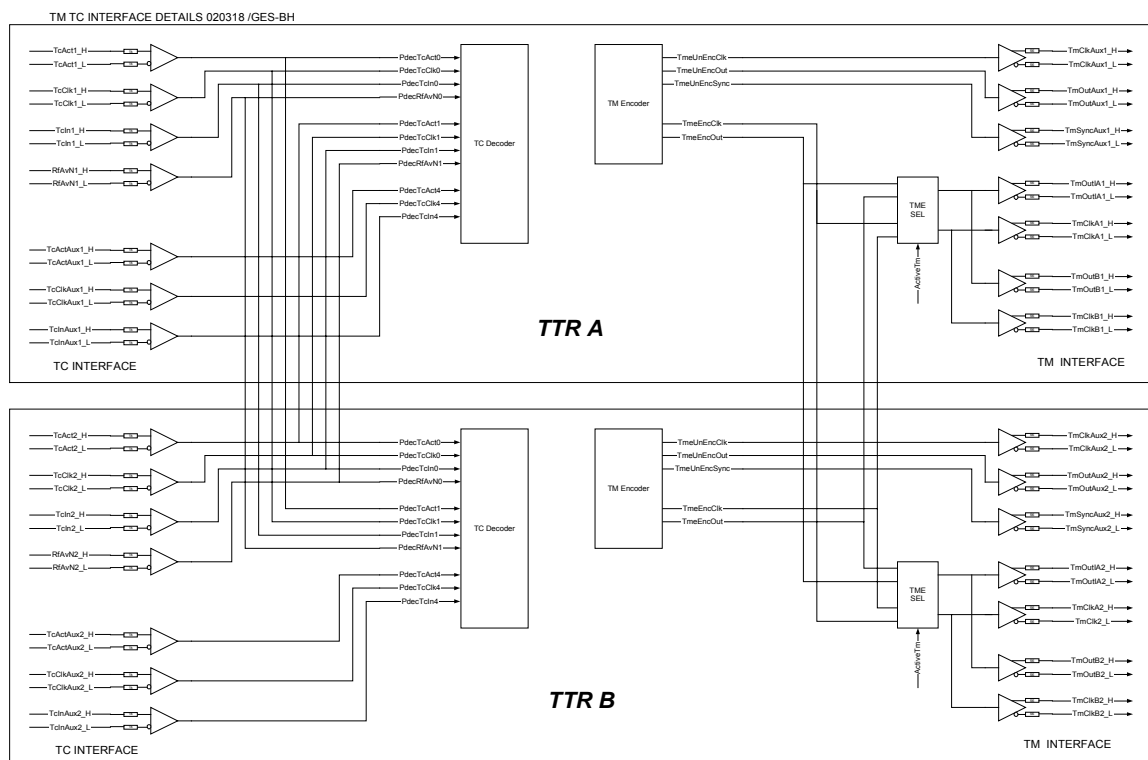 TM TC INTERFACE DETAILS 020318 /GES-BH
TcAct1_H
TcAct1_L
TcClk1_H
TcClk1_L
TcIn1_H
TcIn1_L
RfAvN1_H
RfAvN1_L
TcActAux1_H
TcActAux1_L
TcClkAux1_H
TcClkAux1_L
TcInAux1_H
TcInAux1_L
TC INTERFACE
PdecTcAct0
PdecTcClk0
PdecTcIn0
PdecRfAvN0
PdecTcAct1
PdecTcClk1
PdecTcIn1
PdecRfAvN1
PdecTcAct4
PdecTcClk4
PdecTcIn4
TC Decoder
TTR A
TM Encoder
TmeUnEncClk
TmeUnEncOut
TmeUnEncSync
TmeEncClk
TmeEncOut
TME
SEL
ActiveTm
TmClkAux1_H
TmClkAux1_L
TmOutAux1_H
TmOutAux1_L
TmSyncAux1_H
TmSyncAux1_L
TmOutIA1_H
TmOutIA1_L
TmClkA1_H
TmClkA1_L
TmOutB1_H
TmOutB1_L
TmClkB1_H
TmClkB1_L
TM INTERFACE
TcAct2_H
TcAct2_L
TcClk2_H
TcClk2_L
TcIn2_H
TcIn2_L
RfAvN2_H
RfAvN2_L
TcActAux2_H
TcActAux2_L
TcClkAux2_H
TcClkAux2_L
TcInAux2_H
TcInAux2_L
TC INTERFACE
PdecTcAct0
PdecTcClk0
PdecTcIn0
PdecRfAvN0
PdecTcAct1
PdecTcClk1
PdecTcIn1
PdecRfAvN1
PdecTcAct4
PdecTcClk4
PdecTcIn4
TC Decoder
TTR B
TM Encoder
TmeUnEncClk
TmeUnEncOut
TmeUnEncSync
TmeEncClk
TmeEncOut
TME
SEL
ActiveTm
TmClkAux2_H
TmClkAux2_L
TmOutAux2_H
TmOutAux2_L
TmSyncAux2_H
TmSyncAux2_L
TmOutIA2_H
TmOutIA2_L
TmClkA2_H
TmClk2_L
TmOutB2_H
TmOutB2_L
TmClkB2_H
TmClkB2_L
TM INTERFACE